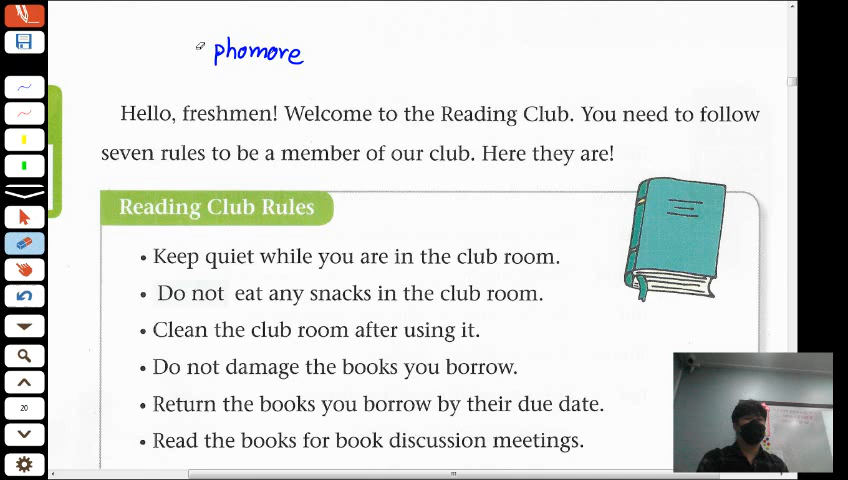 phomore
Hello, freshmen! Welcome to the Reading Club. You need to follow
seven rules to be a member of our club. Here they are!
Reading Club Rules
• Keep quiet while you are in the club room.
• Do not eat any snacks in the club room.
• Clean the club room after using it.
• Do not damage the books you borrow.
• Return the books you borrow by their due date.
• Read the books for book discussion meetings.
20